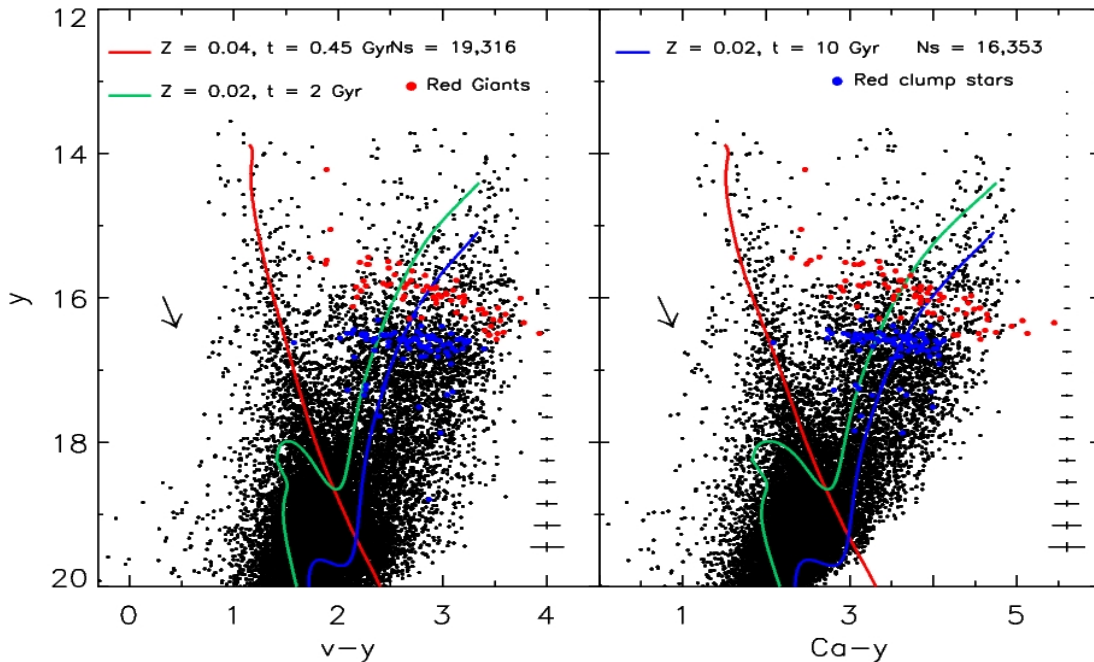 Z = 0.04, t = 0.45 GyrNs = 19,316
Z = 0.02, t = 2 Gyr
Red Giants
Z = 0.02, t = 10 Gyr
Ns = 16,353
Red clump stars
12
14
16
18
20
y
0 1 2 3 4
v-y
1 3 5
Ca-y